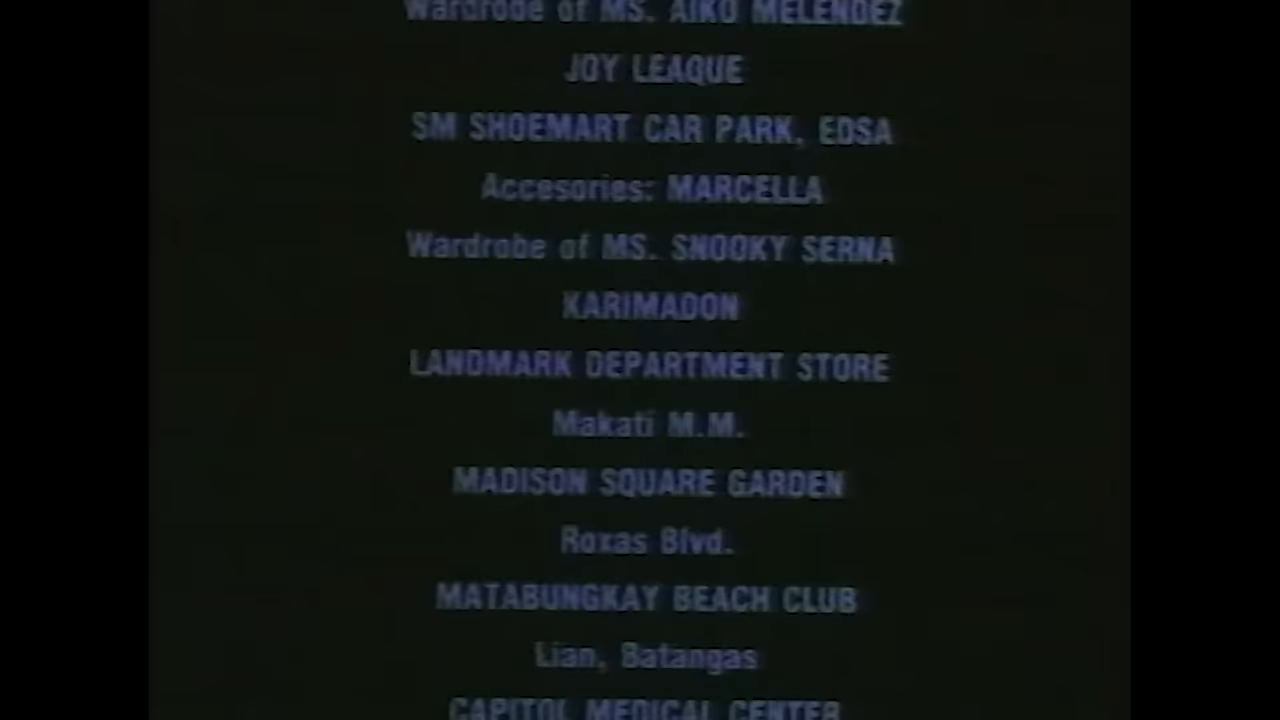 Wardrobe of MS. AIKO MELENDEZ
JOY LEAQUE
SM SHOEMART CAR PARK, EDSA
Accesories: MARCELLA
Wardrobe of MS. SNOOKY SERNA
KARIMADON
LANDMARK DEPARTMENT STORE
Makati M.M.
MADISON SQUARE GARDEN
Roxas Blvd.
MATABUNGKAY BEACH CLUB
Lian, Batangas
CAPITOL MEDICAL CENTER